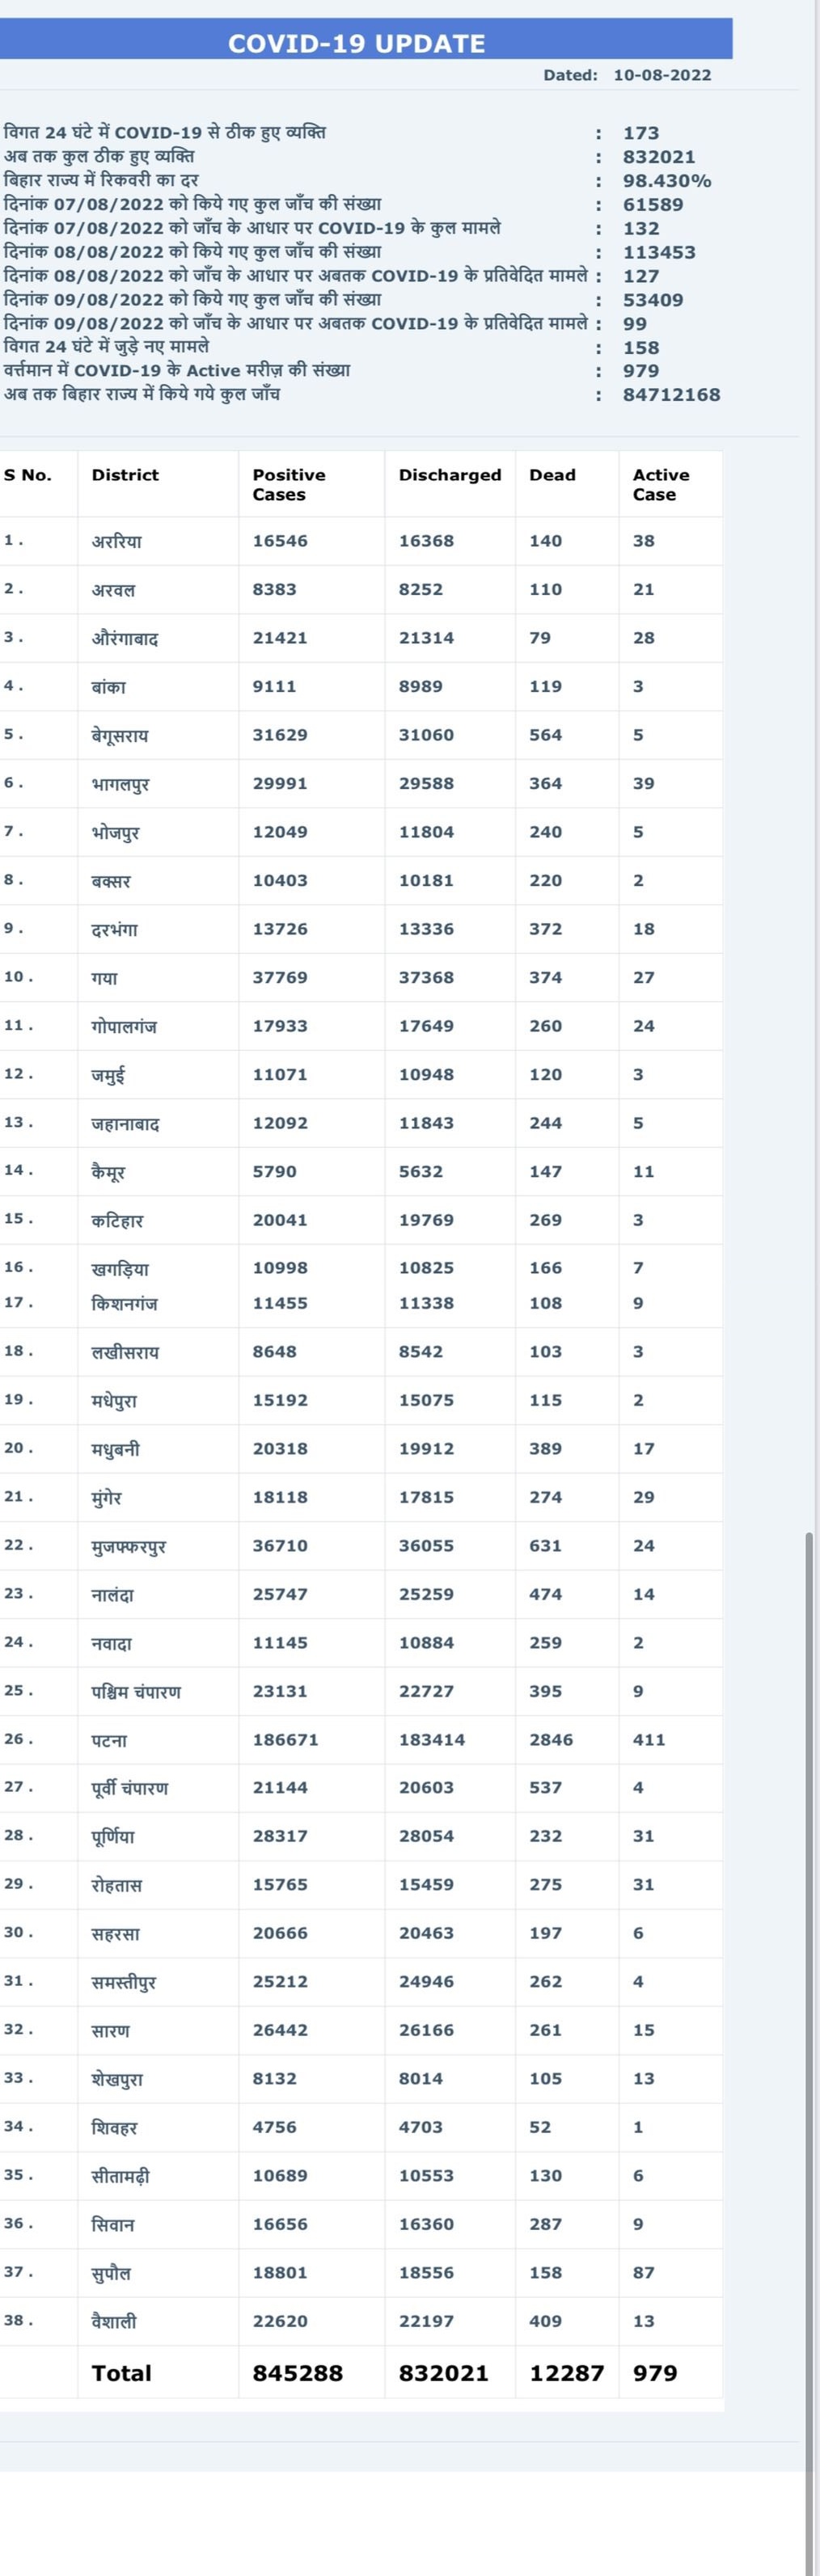 COVID-19 UPDATE
Dated: 10-08-2022
विगत 24 घंटे में COVID-19 से ठीक हुए व्यक्ति : 173
अब तक कुल ठीक हुए व्यक्ति : 832021
बिहार राज्य में रिकवरी का दर : 98.430%
दिनांक 07/08/2022 को किये गए कुल जाँच की संख्या : 61589
दिनांक 07/08/2022 को जाँच के आधार पर COVID-19 के कुल मामले : 132
दिनांक 08/08/2022 को किये गए कुल जाँच की संख्या : 113453
दिनांक 08/08/2022 को जाँच के आधार पर अबतक COVID-19 के प्रतिवेदित मामले : 127
दिनांक 09/08/2022 को किये गए कुल जाँच की संख्या : 53409
दिनांक 09/08/2022 को जाँच के आधार पर अबतक COVID-19 के प्रतिवेदित मामले : 99
विगत 24 घंटे में जुड़े नए मामले : 158
वर्त्तमान में COVID-19 के Active मरीज़ की संख्या : 979
अब तक बिहार राज्य में किये गये कुल जाँच : 84712168
S No. District Positive Cases Discharged Dead Active Case
1 . अररिया 16546 16368 140 38
2 . अरवल 8383 8252 110 21
3 . औरंगाबाद 21421 21314 79 28
4 . बांका 9111 8989 119 3
5 . बेगूसराय 31629 31060 564 5
6 . भागलपुर 29991 29588 364 39
7 . भोजपुर 12049 11804 240 5
8 . बक्सर 10403 10181 220 2
9 . दरभंगा 13726 13336 372 18
10 . गया 37769 37368 374 27
11 . गोपालगंज 17933 17649 260 24
12 . जमुई 11071 10948 120 3
13 . जहानाबाद 12092 11843 244 5
14 . कैमूर 5790 5632 147 11
15 . कटिहार 20041 19769 269 3
16 . खगड़िया 10998 10825 166 7
17 . किशनगंज 11455 11338 108 9
18 . लखीसराय 8648 8542 103 3
19 . मधेपुरा 15192 15075 115 2
20 . मधुबनी 20318 19912 389 17
21 . मुंगेर 18118 17815 274 29
22 . मुजफ्फरपुर 36710 36055 631 24
23 . नालंदा 25747 25259 474 14
24 . नवादा 11145 10884 259 2
25 . पश्चिम चंपारण 23131 22727 395 9
26 . पटना 186671 183414 2846 411
27 . पूर्वी चंपारण 21144 20603 537 4
28 . पूर्णिया 28317 28054 232 31
29 . रोहतास 15765 15459 275 31
30 . सहरसा 20666 20463 197 6
31 . समस्तीपुर 25212 24946 262 4
32 . सारण 26442 26166 261 15
33 . शेखपुरा 8132 8014 105 13
34 . शिवहर 4756 4703 52 1
35 . सीतामढ़ी 10689 10553 130 6
36 . सिवान 16656 16360 287 9
37 . सुपौल 18801 18556 158 87
38 . वैशाली 22620 22197 409 13
Total 845288 832021 12287 979